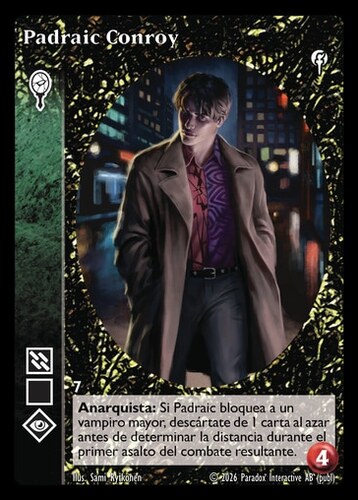 Padraic Conroy
7
Anarquista: Si Padraic bloquea a un
vampiro mayor, descártate de 1 carta al azar
antes de determinar la distancia durante el
primer asalto del combate resultante.
4
Ilus. Sami Nytkönen © 2026 Paradox Interactive AB (publ)